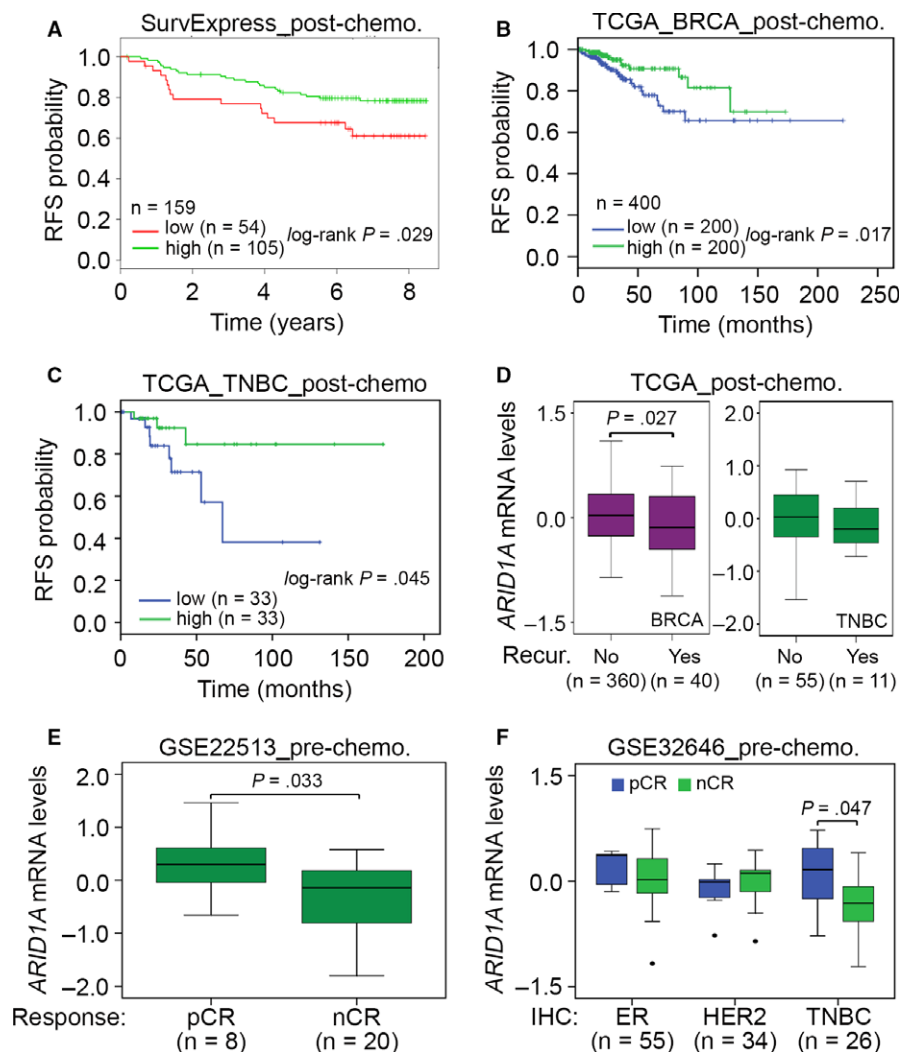 A
SurvExpress_post-chemo.
RFS probability
1.0
0.8
0.6
0.4
0.2
0.0
n = 159
low (n = 54)
high (n = 105)
log-rank P = .029
0 2 4 6 8
Time (years)
B
TCGA_BRCA_post-chemo.
RFS probability
1.0
0.8
0.6
0.4
0.2
0.0
n = 400
low (n = 200)
high (n = 200)
log-rank P = .017
0 50 100 150 200 250
Time (months)
C
TCGA_TNBC_post-chemo
RFS probability
1.0
0.8
0.6
0.4
0.2
0.0
log-rank P = .045
low (n = 33)
high (n = 33)
0 50 100 150 200
Time (months)
D
TCGA_post-chemo.
ARID1A mRNA levels
1.5
0.0
–1.5
P = .027
BRCA
2.0
1.0
0.0
–1.0
–2.0
TNBC
Recur. No Yes No Yes
(n = 360) (n = 40) (n = 55) (n = 11)
E
GSE22513_pre-chemo.
ARID1A mRNA levels
2.0
1.0
0.0
–1.0
–2.0
P = .033
Response: pCR nCR
(n = 8) (n = 20)
F
GSE32646_pre-chemo.
ARID1A mRNA levels
1.5
0.0
–1.5
pCR nCR
P = .047
IHC: ER HER2 TNBC
(n = 55) (n = 34) (n = 26)